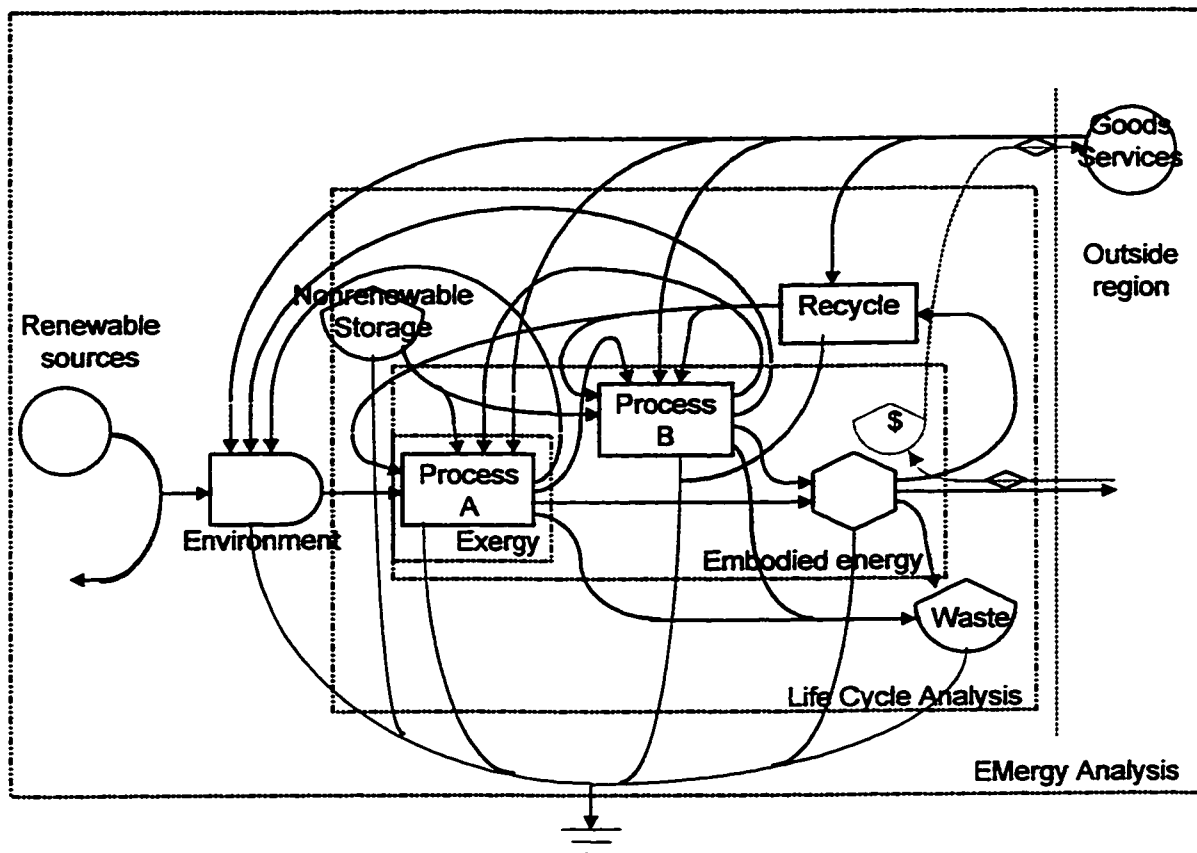 Goods
Services
Outside
region
Nonrenewable
Storage
Recycle
Renewable
sources
Process
B
$
Process
A
Environment
Exergy
Embodied energy
Waste
Life Cycle Analysis
EMergy Analysis